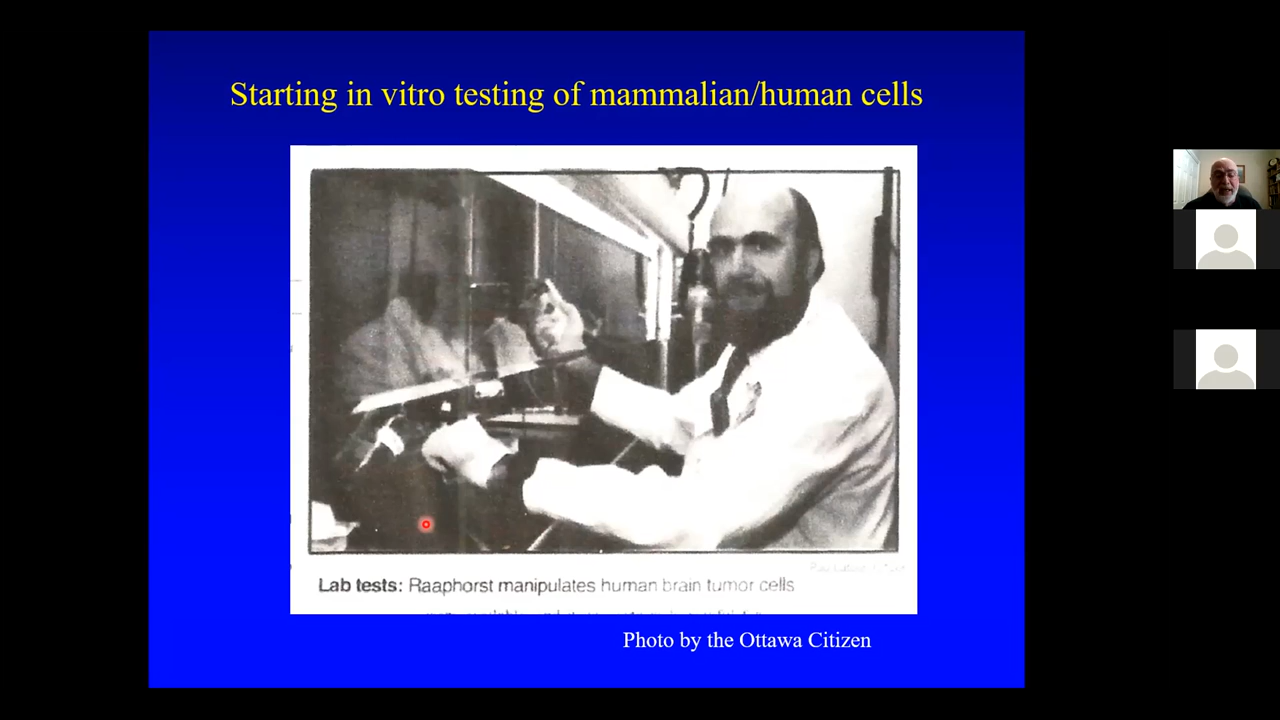 Starting in vitro testing of mammalian/human cells
Lab tests: Raaphorst manipulates human brain tumor cells
Photo by the Ottawa Citizen